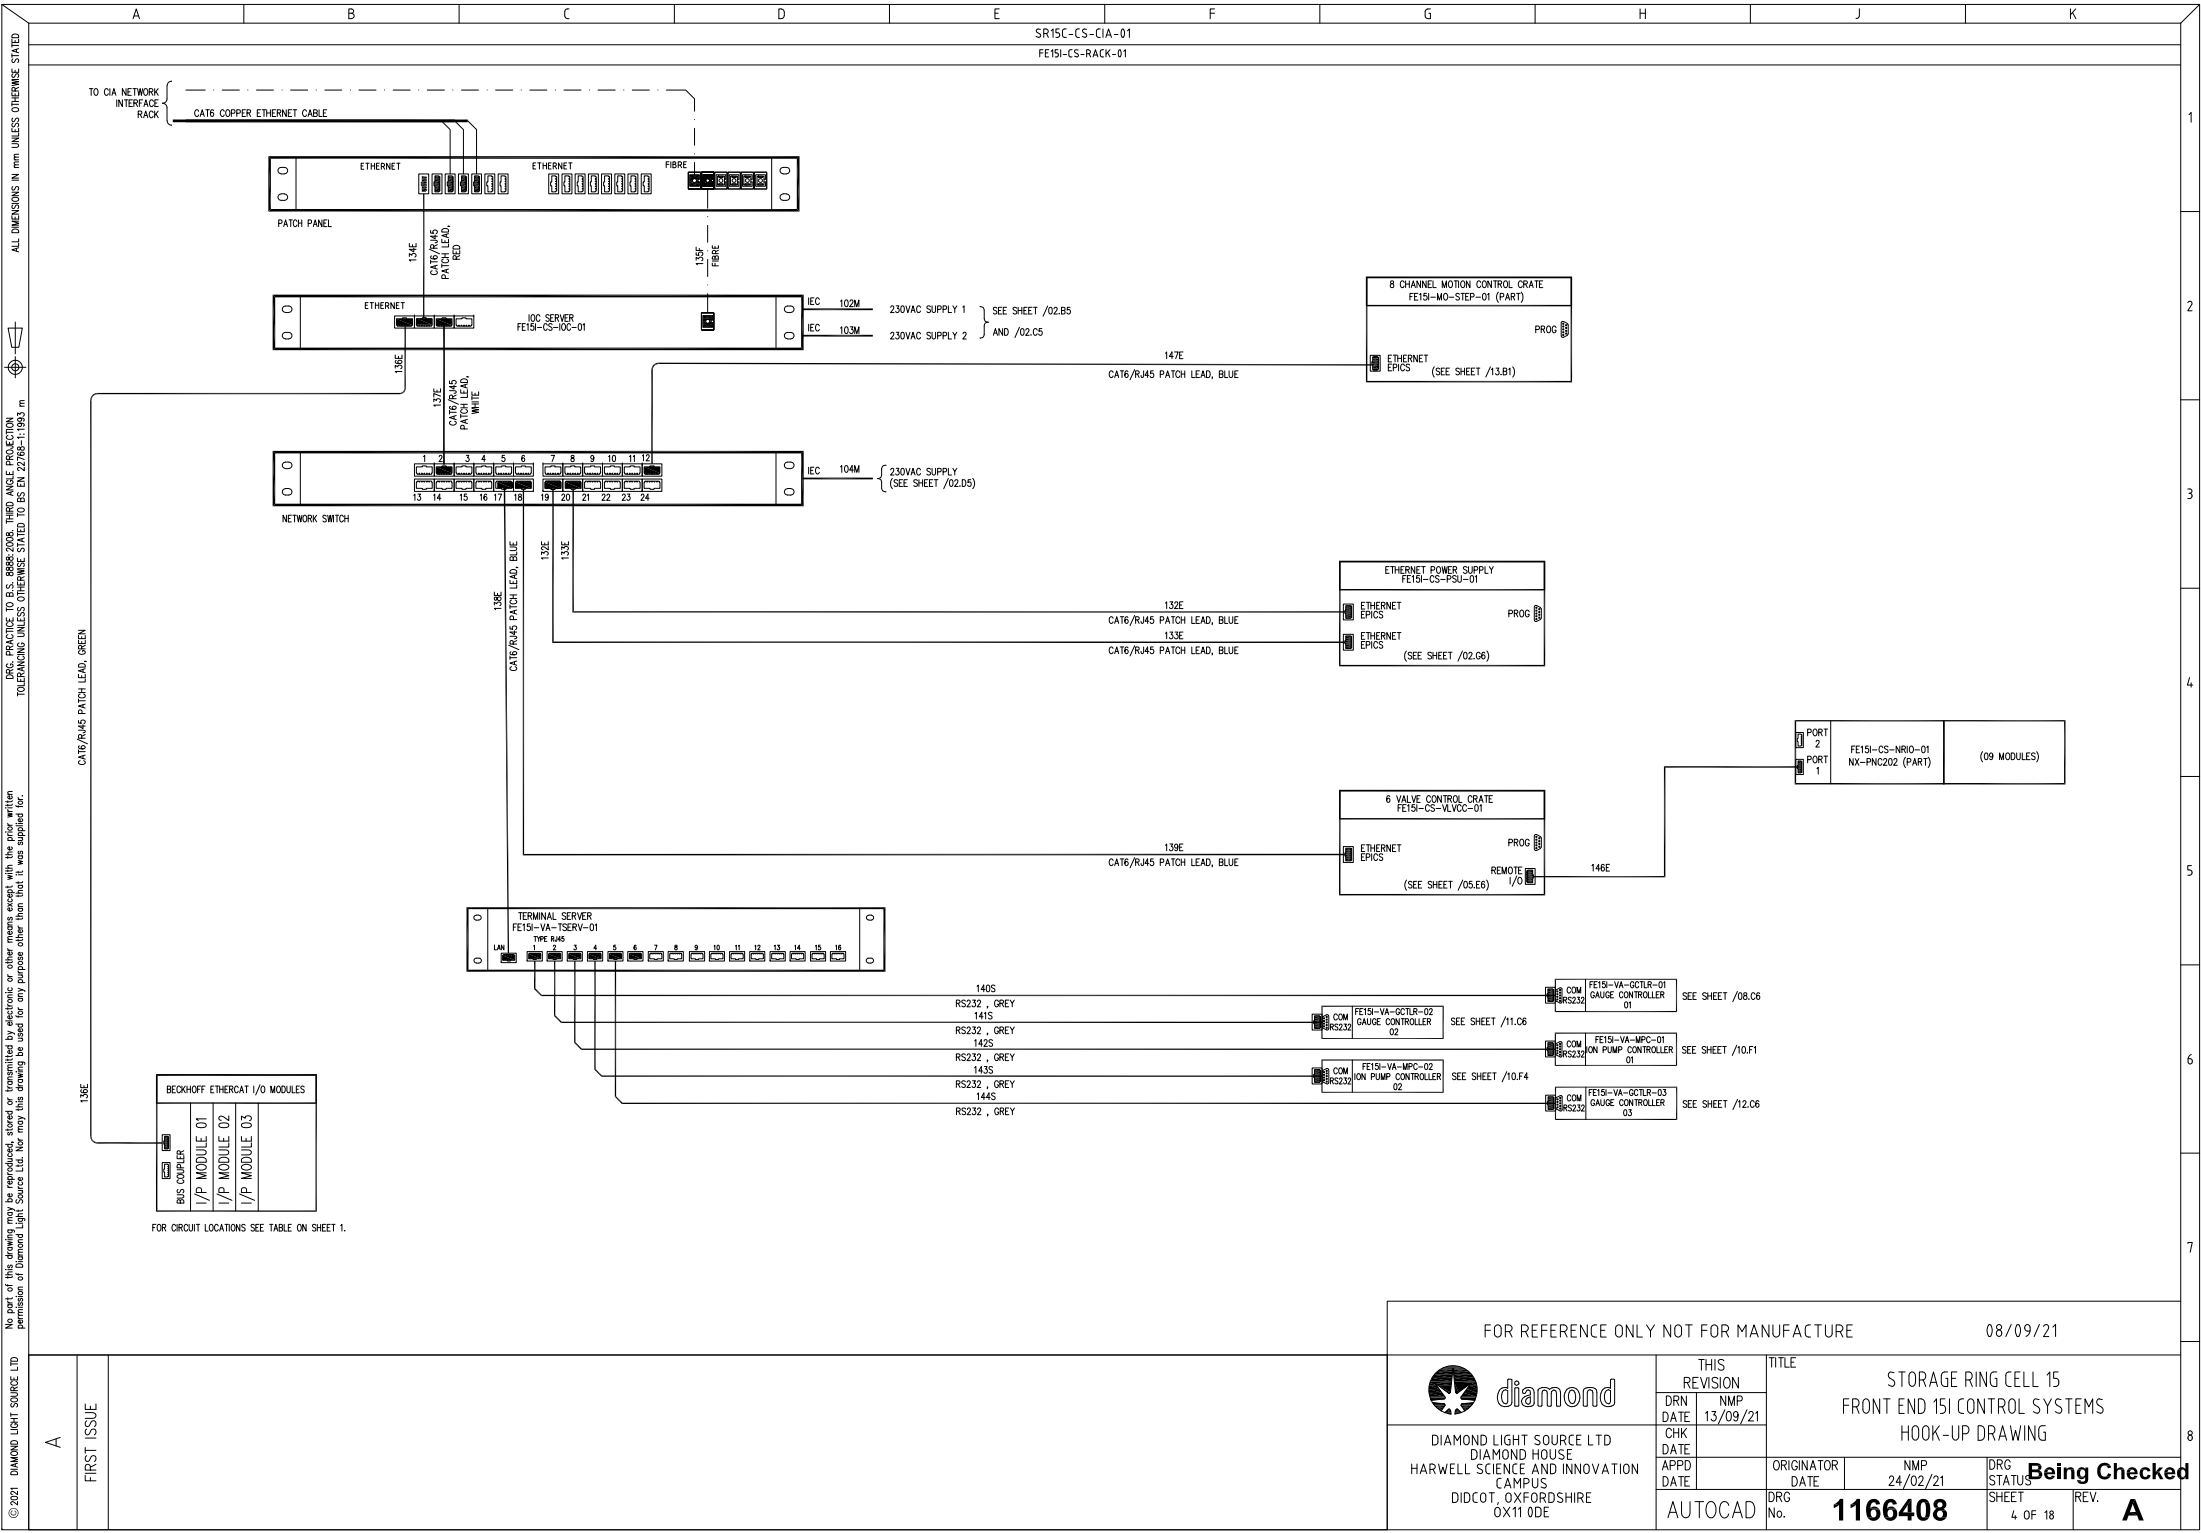 A B C D E F G H J K
SR15C-CS-CIA-01
FE15I-CS-RACK-01
TO CIA NETWORK
INTERFACE
RACK
CAT6 COPPER ETHERNET CABLE
ETHERNET
ETHERNET
FIBRE
PATCH PANEL
134E
CAT6/RJ45
PATCH LEAD,
RED
135F
FIBRE
ETHERNET
IOC SERVER
FE15I-CS-IOC-01
IEC 102M
230VAC SUPPLY 1
IEC 103M
230VAC SUPPLY 2
SEE SHEET /02.B5
AND /02.C5
8 CHANNEL MOTION CONTROL CRATE
FE15I-MO-STEP-01 (PART)
PROG
ETHERNET
EPICS
(SEE SHEET /13.B1)
147E
CAT6/RJ45 PATCH LEAD, BLUE
136E
137E
CAT6/RJ45
PATCH LEAD,
WHITE
1 2 3 4 5 6 7 8 9 10 11 12
13 14 15 16 17 18 19 20 21 22 23 24
NETWORK SWITCH
IEC 104M
230VAC SUPPLY
(SEE SHEET /02.D5)
138E
CAT6/RJ45 PATCH LEAD, BLUE
132E
133E
ETHERNET POWER SUPPLY
FE15I-CS-PSU-01
ETHERNET
EPICS
PROG
ETHERNET
EPICS
(SEE SHEET /02.G6)
132E
CAT6/RJ45 PATCH LEAD, BLUE
133E
CAT6/RJ45 PATCH LEAD, BLUE
CAT6/RJ45 PATCH LEAD, GREEN
PORT
2
PORT
1
FE15I-CS-NRIO-01
NX-PNC202 (PART)
(09 MODULES)
6 VALVE CONTROL CRATE
FE15I-CS-VLVCC-01
PROG
ETHERNET
EPICS
REMOTE
I/O
(SEE SHEET /05.E6)
139E
CAT6/RJ45 PATCH LEAD, BLUE
146E
TERMINAL SERVER
FE15I-VA-TSERV-01
TYPE RJ45
LAN
1 2 3 4 5 6 7 8 9 10 11 12 13 14 15 16
140S
RS232 , GREY
141S
RS232 , GREY
142S
RS232 , GREY
143S
RS232 , GREY
144S
RS232 , GREY
COM
RS232
FE15I-VA-GCTLR-01
GAUGE CONTROLLER
01
SEE SHEET /08.C6
COM
RS232
FE15I-VA-GCTLR-02
GAUGE CONTROLLER
02
SEE SHEET /11.C6
COM
RS232
FE15I-VA-MPC-01
ION PUMP CONTROLLER
01
SEE SHEET /10.F1
COM
RS232
FE15I-VA-MPC-02
ION PUMP CONTROLLER
02
SEE SHEET /10.F4
COM
RS232
FE15I-VA-GCTLR-03
GAUGE CONTROLLER
03
SEE SHEET /12.C6
136E
BECKHOFF ETHERCAT I/O MODULES
BUS COUPLER
I/P MODULE 01
I/P MODULE 02
I/P MODULE 03
FOR CIRCUIT LOCATIONS SEE TABLE ON SHEET 1.
1
2
3
4
5
6
7
8
ALL DIMENSIONS IN mm UNLESS OTHERWISE STATED
DRG. PRACTICE TO B.S. 8888:2008. THIRD ANGLE PROJECTION
TOLERANCING UNLESS OTHERWISE STATED TO BS EN 22768-1:1993 m
No part of this drawing may be reproduced, stored or transmitted by electronic or other means except with the prior written
permission of Diamond Light Source Ltd. Nor may this drawing be used for any purpose other than that it was supplied for.
© 2021 DIAMOND LIGHT SOURCE LTD
A
FIRST ISSUE
FOR REFERENCE ONLY NOT FOR MANUFACTURE 08/09/21
diamond
DIAMOND LIGHT SOURCE LTD
DIAMOND HOUSE
HARWELL SCIENCE AND INNOVATION
CAMPUS
DIDCOT, OXFORDSHIRE
OX11 0DE
THIS
REVISION
DRN NMP
DATE 13/09/21
CHK
DATE
APPD
DATE
AUTOCAD
TITLE
STORAGE RING CELL 15
FRONT END 15I CONTROL SYSTEMS
HOOK-UP DRAWING
ORIGINATOR NMP
DATE 24/02/21
DRG
STATUS Being Checked
DRG
No. 1166408
SHEET
4 OF 18
REV. A